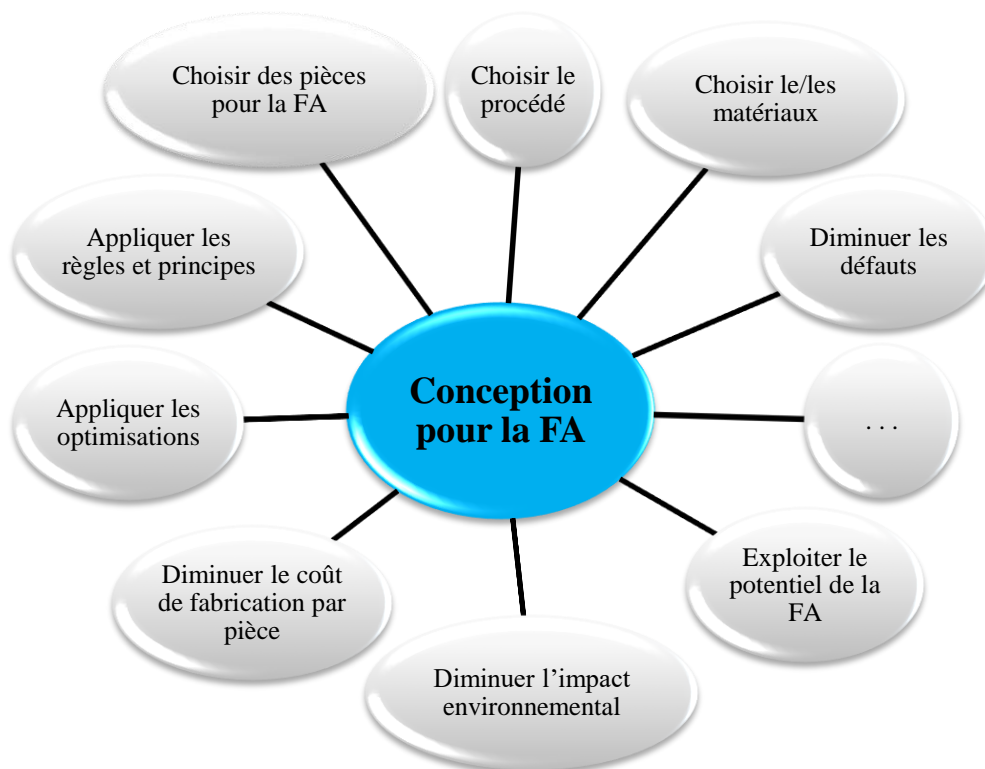 Choisir des pièces
pour la FA
Choisir le
procédé
Choisir le/les
matériaux
Appliquer les
règles et principes
Diminuer les
défauts
Conception
pour la FA
Appliquer les
optimisations
. . .
Diminuer le coût
de fabrication par
pièce
Exploiter le
potentiel de la
FA
Diminuer l’impact
environnemental